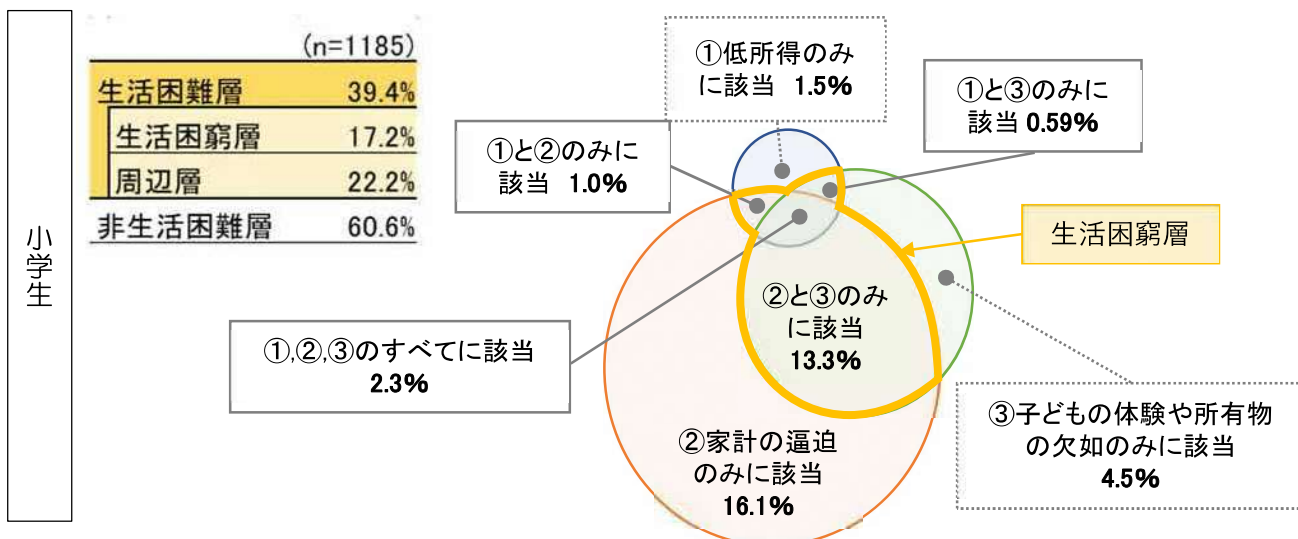 小学生
(n=1185)
生活困難層 39.4%
生活困窮層 17.2%
周辺層 22.2%
非生活困難層 60.6%
①低所得のみ
に該当 1.5%
①と③のみに
該当 0.59%
①と②のみに
該当 1.0%
生活困窮層
②と③のみ
に該当
13.3%
①,②,③のすべてに該当
2.3%
③子どもの体験や所有物
の欠如のみに該当
4.5%
②家計の逼迫
のみに該当
16.1%